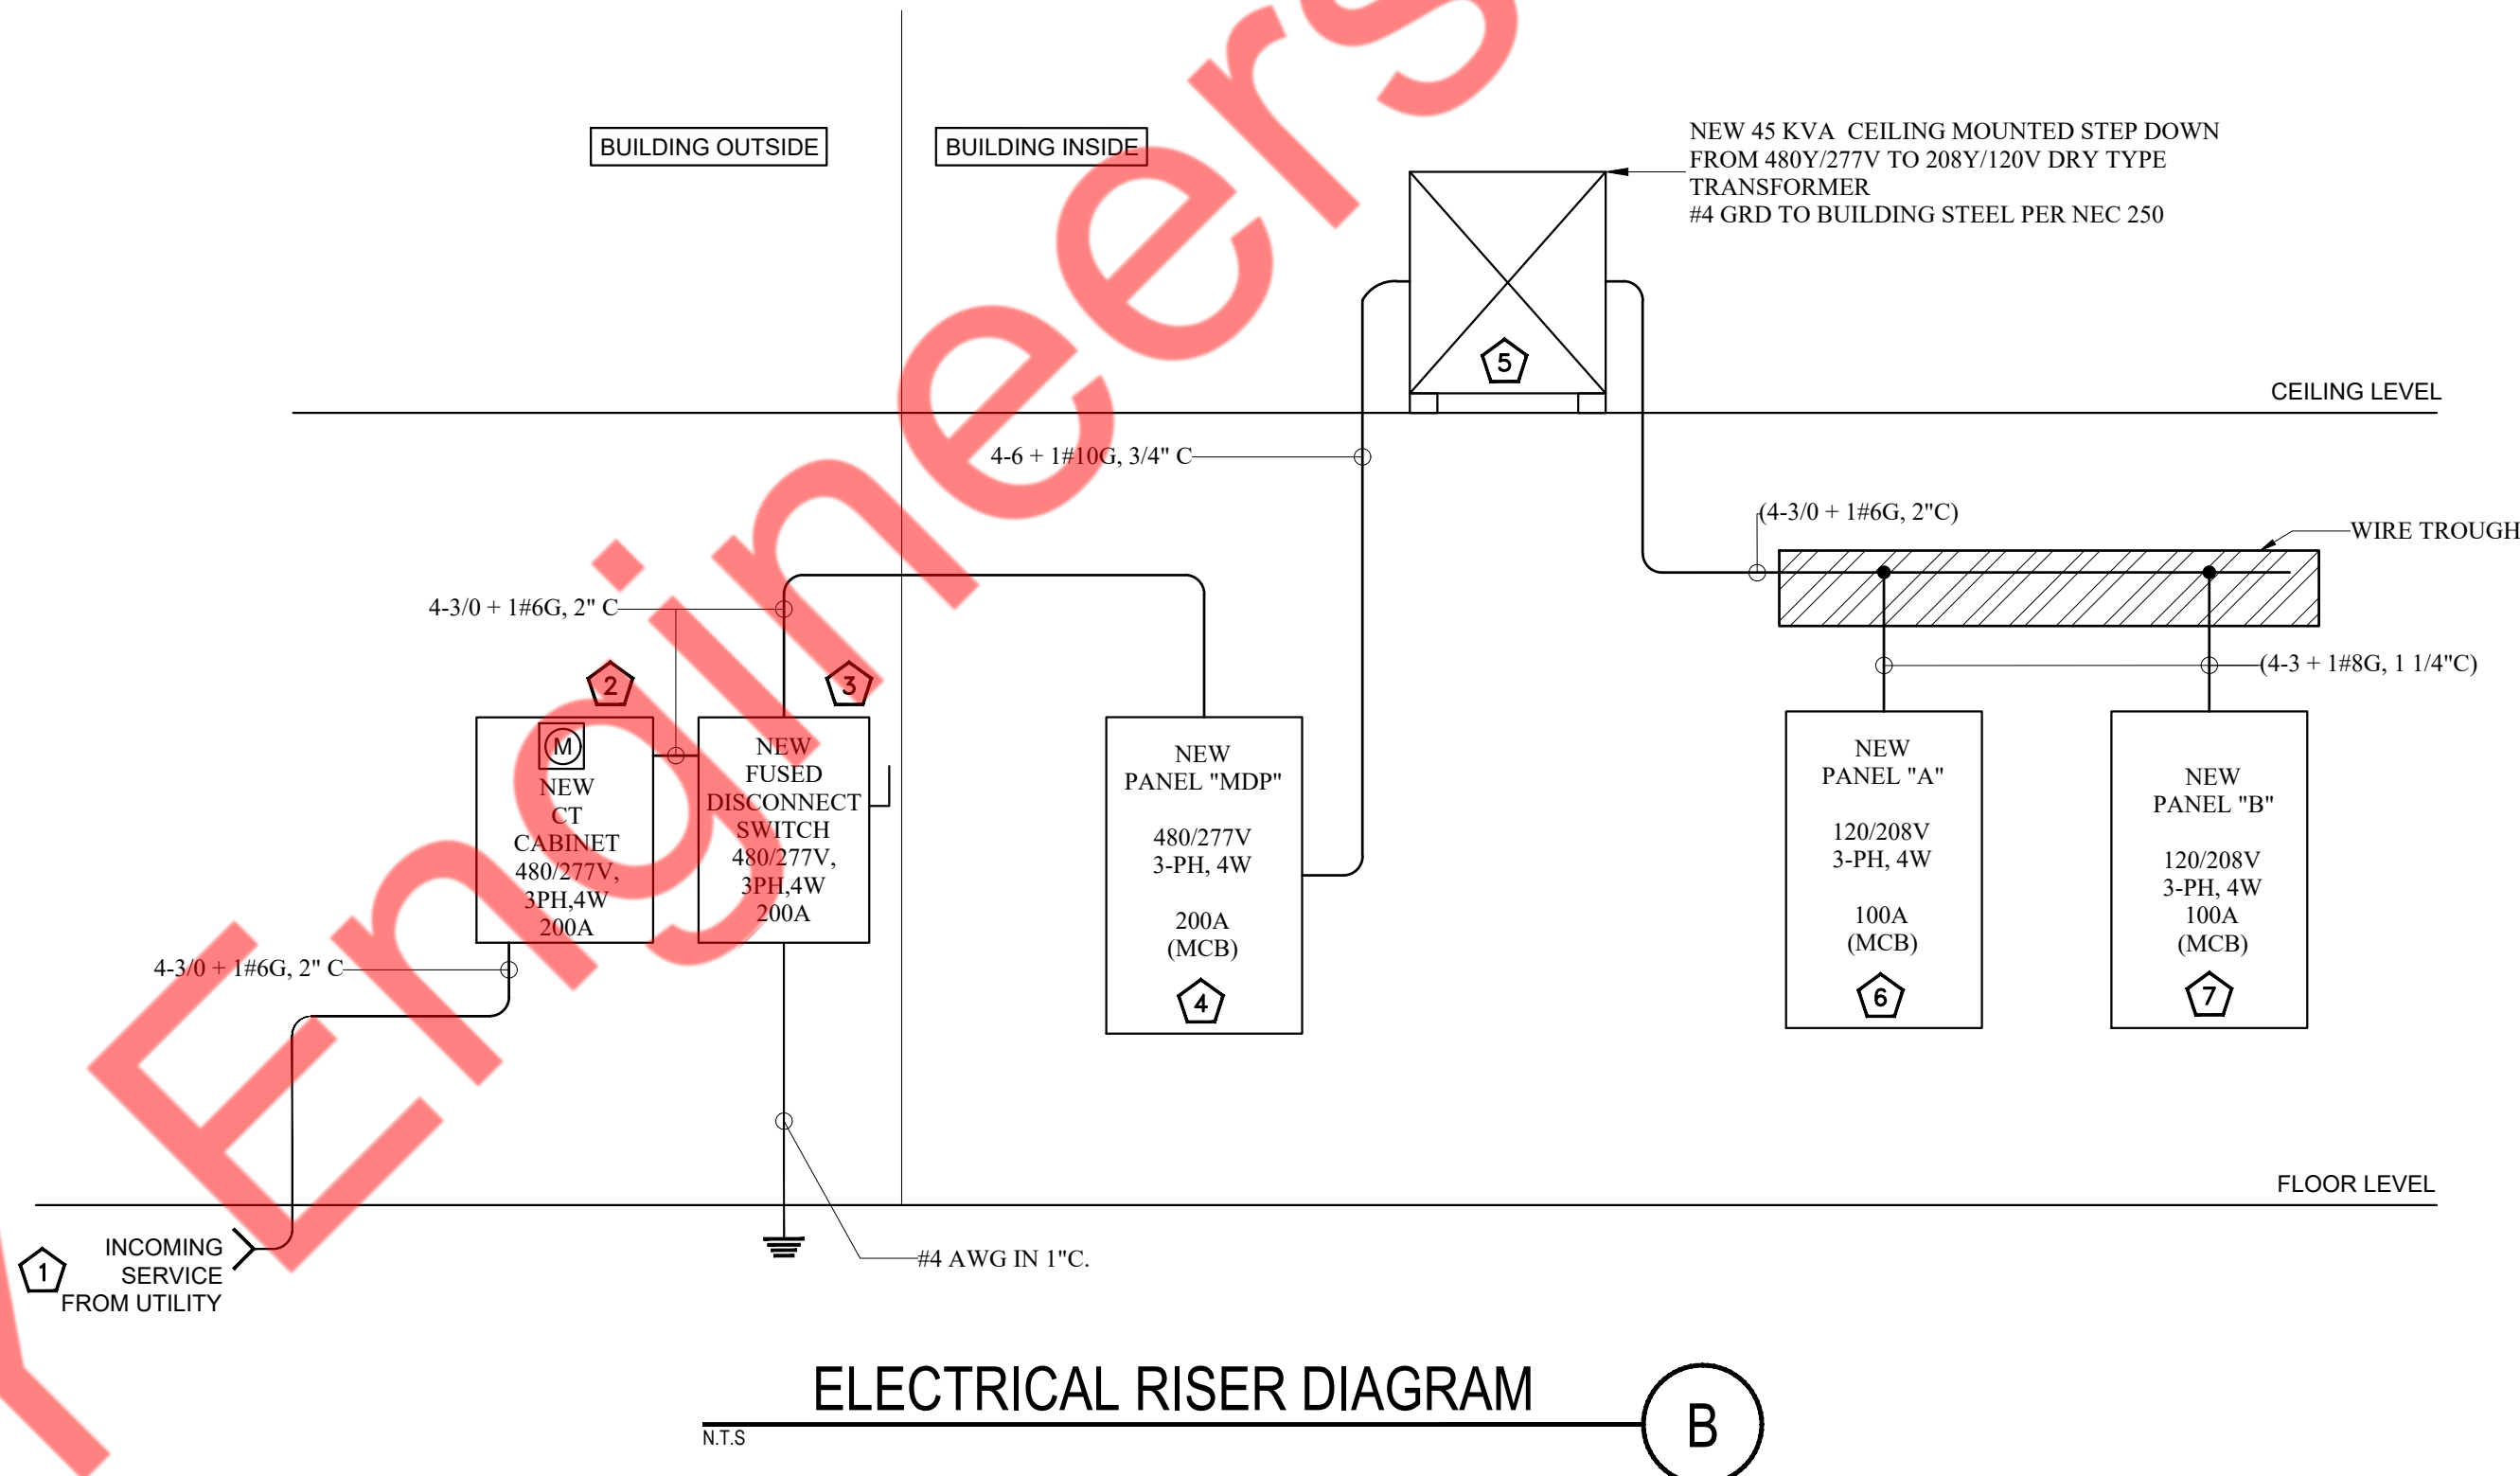 BUILDING OUTSIDE
BUILDING INSIDE
NEW 45 KVA CEILING MOUNTED STEP DOWN
FROM 480Y/277V TO 208Y/120V DRY TYPE
TRANSFORMER
#4 GRD TO BUILDING STEEL PER NEC 250
5
CEILING LEVEL
4-6 + 1#10G, 3/4" C
(4-3/0 + 1#6G, 2"C)
WIRE TROUGH
4-3/0 + 1#6G, 2" C
(4-3 + 1#8G, 1 1/4"C)
2
3
M
NEW
CT
CABINET
480/277V,
3PH,4W
200A
NEW
FUSED
DISCONNECT
SWITCH
480/277V,
3PH,4W
200A
NEW
PANEL "MDP"
480/277V
3-PH, 4W
200A
(MCB)
4
NEW
PANEL "A"
120/208V
3-PH, 4W
100A
(MCB)
6
NEW
PANEL "B"
120/208V
3-PH, 4W
100A
(MCB)
7
4-3/0 + 1#6G, 2" C
FLOOR LEVEL
1
INCOMING
SERVICE
FROM UTILITY
#4 AWG IN 1"C.
ELECTRICAL RISER DIAGRAM
N.T.S
B
Y Engineers